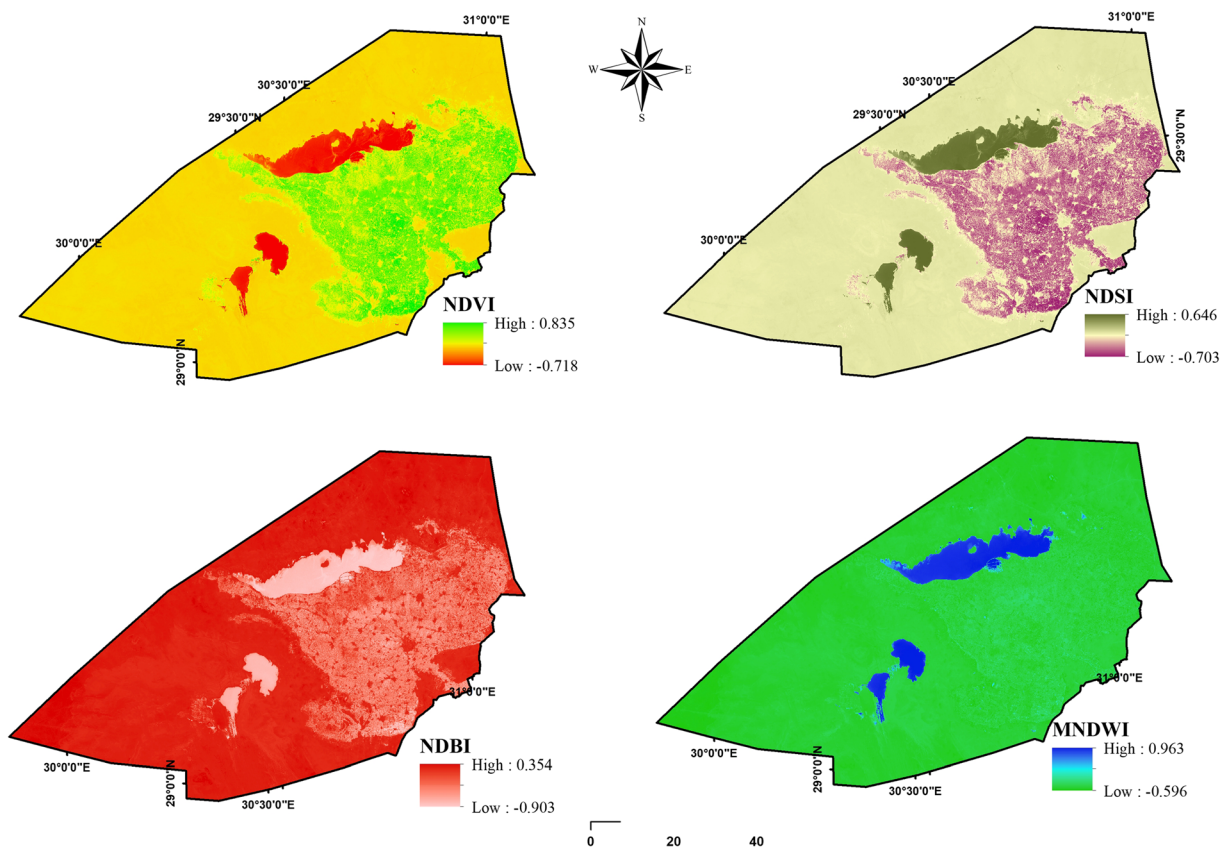 31°0'0"E
30°30'0"E
29°30'0"N
30°0'0"E
29°0'0"N
NDVI
High : 0.835
Low : -0.718
N
W
E
S
31°0'0"E
30°30'0"E
29°30'0"N
29°30'0"N
30°0'0"E
29°0'0"N
NDSI
High : 0.646
Low : -0.703
31°0'0"E
30°0'0"E
29°0'0"N
30°30'0"E
NDBI
High : 0.354
Low : -0.903
31°0'0"E
30°0'0"E
29°0'0"N
30°30'0"E
MNDWI
High : 0.963
Low : -0.596
0 20 40